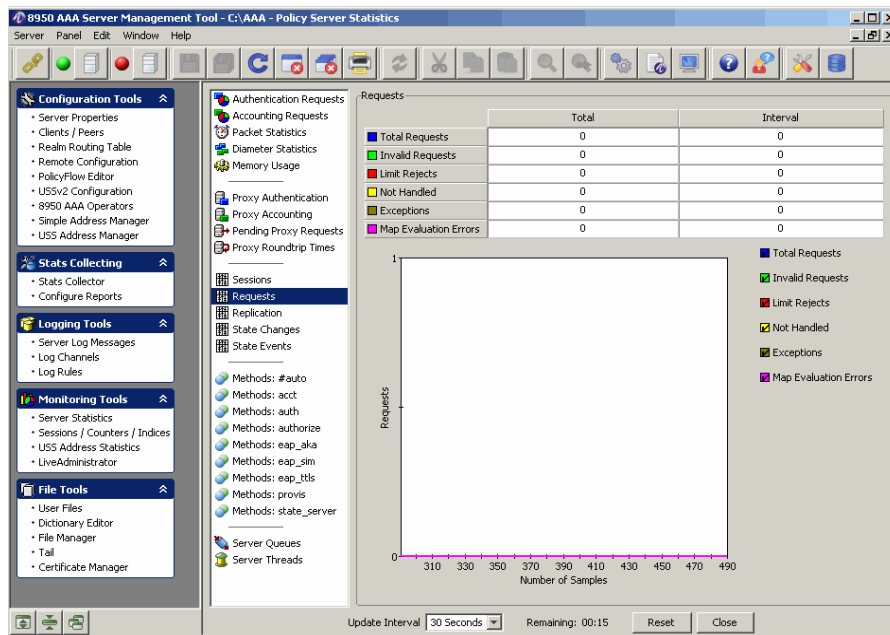 8950 AAA Server Management Tool - C:\AAA - Policy Server Statistics
Server Panel Edit Window Help
Configuration Tools
Server Properties
Clients / Peers
Realm Routing Table
Remote Configuration
PolicyFlow Editor
USSv2 Configuration
8950 AAA Operators
Simple Address Manager
USS Address Manager
Stats Collecting
Stats Collector
Configure Reports
Logging Tools
Server Log Messages
Log Channels
Log Rules
Monitoring Tools
Server Statistics
Sessions / Counters / Indices
USS Address Statistics
LiveAdministrator
File Tools
User Files
Dictionary Editor
File Manager
Tail
Certificate Manager
Authentication Requests
Accounting Requests
Packet Statistics
Diameter Statistics
Memory Usage
Proxy Authentication
Proxy Accounting
Pending Proxy Requests
Proxy Roundtrip Times
Sessions
Requests
Replication
State Changes
State Events
Methods: #auto
Methods: acct
Methods: auth
Methods: authorize
Methods: eap_aka
Methods: eap_sim
Methods: eap_ttls
Methods: provis
Methods: state_server
Server Queues
Server Threads
Requests
Total Interval
Total Requests 0 0
Invalid Requests 0 0
Limit Rejects 0 0
Not Handled 0 0
Exceptions 0 0
Map Evaluation Errors 0 0
1
Requests
0
310 330 350 370 390 410 430 450 470 490
Number of Samples
Total Requests
Invalid Requests
Limit Rejects
Not Handled
Exceptions
Map Evaluation Errors
Update Interval 30 Seconds Remaining: 00:15 Reset Close